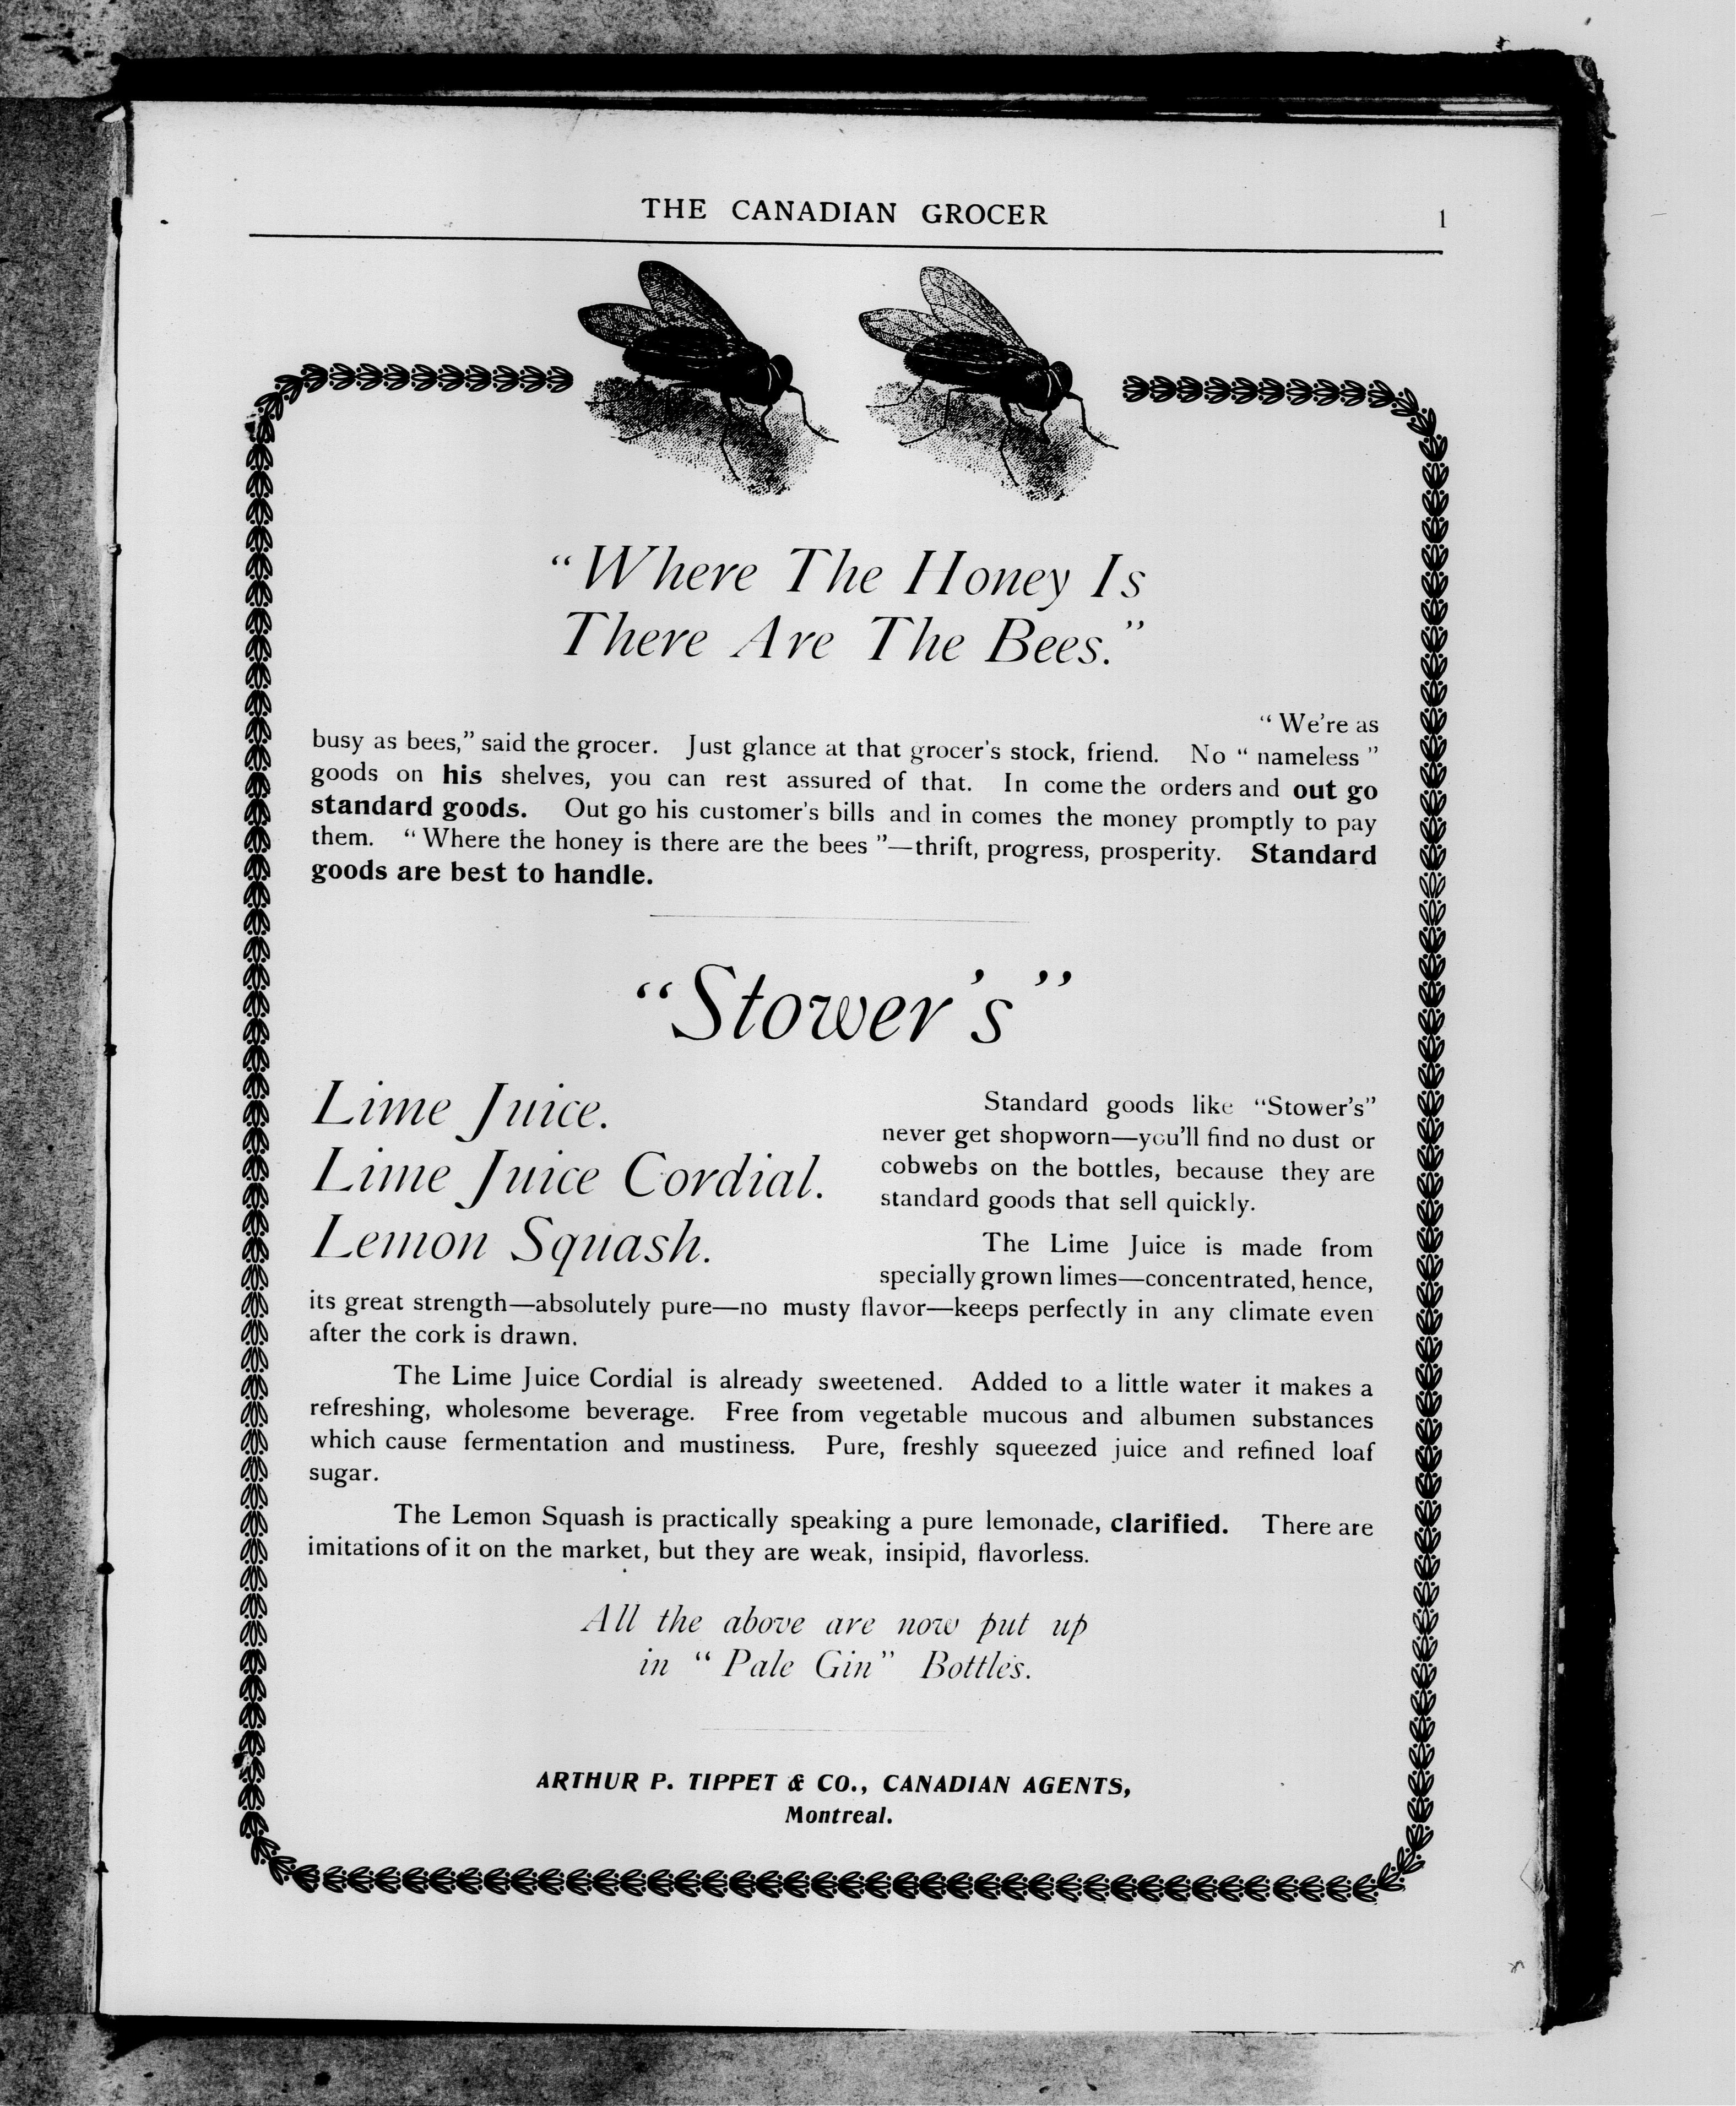 THE CANADIAN GROCER 1
“Where The Honey Is
There Are The Bees.”
“We’re as
busy as bees,” said the grocer. Just glance at that grocer’s stock, friend. No “nameless”
goods on his shelves, you can rest assured of that. In come the orders and out go
standard goods. Out go his customer’s bills and in comes the money promptly to pay
them. “Where the honey is there are the bees”—thrift, progress, prosperity. Standard
goods are best to handle.
“Stower’s”
Lime Juice.
Lime Juice Cordial.
Lemon Squash.
Standard goods like “Stower’s”
never get shopworn—you’ll find no dust or
cobwebs on the bottles, because they are
standard goods that sell quickly.
The Lime Juice is made from
specially grown limes—concentrated, hence,
its great strength—absolutely pure—no musty flavor—keeps perfectly in any climate even
after the cork is drawn.
The Lime Juice Cordial is already sweetened. Added to a little water it makes a
refreshing, wholesome beverage. Free from vegetable mucous and albumen substances
which cause fermentation and mustiness. Pure, freshly squeezed juice and refined loaf
sugar.
The Lemon Squash is practically speaking a pure lemonade, clarified. There are
imitations of it on the market, but they are weak, insipid, flavorless.
All the above are now put up
in “Pale Gin” Bottles.
ARTHUR P. TIPPET & CO., CANADIAN AGENTS,
Montreal.